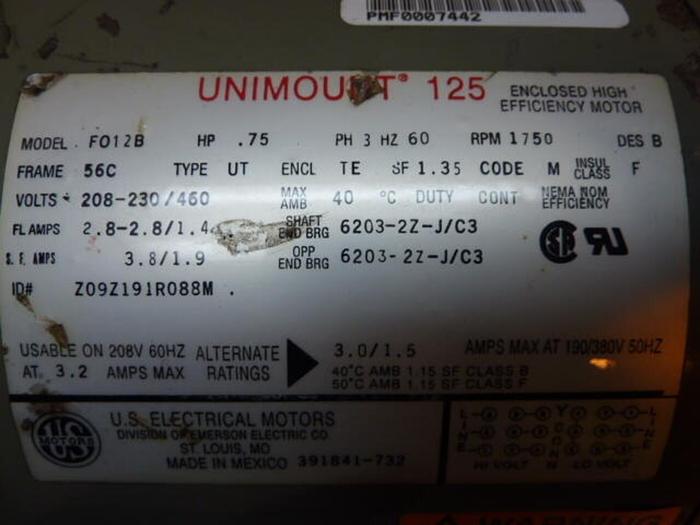 PMF0007442
UNIMOUNT® 125 ENCLOSED HIGH EFFICIENCY MOTOR
MODEL F012B HP .75 PH 3 HZ 60 RPM 1750 DES B
FRAME 56C TYPE UT ENCL TE SF 1.35 CODE M INSUL CLASS F
VOLTS 208-230/460 MAX AMB 40 °C DUTY CONT NEMA NOM EFFICIENCY
FL AMPS 2.8-2.8/1.4 SHAFT END BRG 6203-2Z-J/C3
S.F. AMPS 3.8/1.9 OPP END BRG 6203-2Z-J/C3
ID# Z09Z191R088M .
USABLE ON 208V 60HZ ALTERNATE 3.0/1.5 AMPS MAX AT 190/380V 50HZ
AT 3.2 AMPS MAX RATINGS 40°C AMB 1.15 SF CLASS B
50°C AMB 1.15 SF CLASS F
US MOTORS
U.S. ELECTRICAL MOTORS
DIVISION OF EMERSON ELECTRIC CO.
ST. LOUIS, MO
MADE IN MEXICO 391841-732
LINE LINE
HI VOLT LO VOLT
WARNING